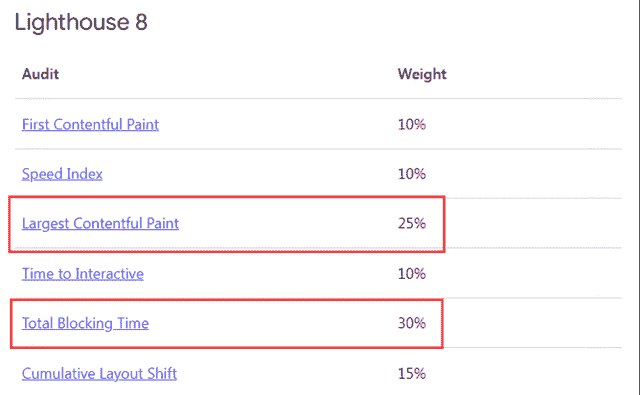 Lighthouse 8
Audit Weight
First Contentful Paint 10%
Speed Index 10%
Largest Contentful Paint 25%
Time to Interactive 10%
Total Blocking Time 30%
Cumulative Layout Shift 15%